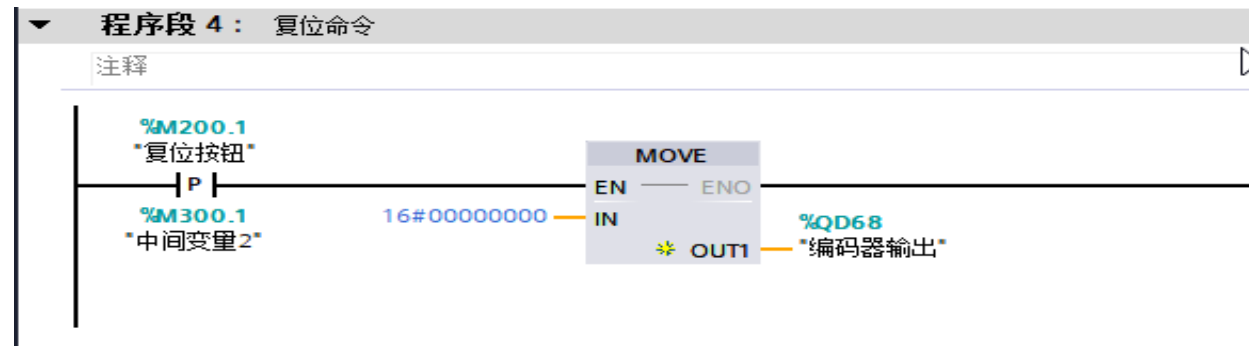 程序段 4： 复位命令
注释
%M200.1
"复位按钮"
P
%M300.1
"中间变量2"
MOVE
EN ENO
16#00000000 IN
OUT1
%QD68
"编码器输出"